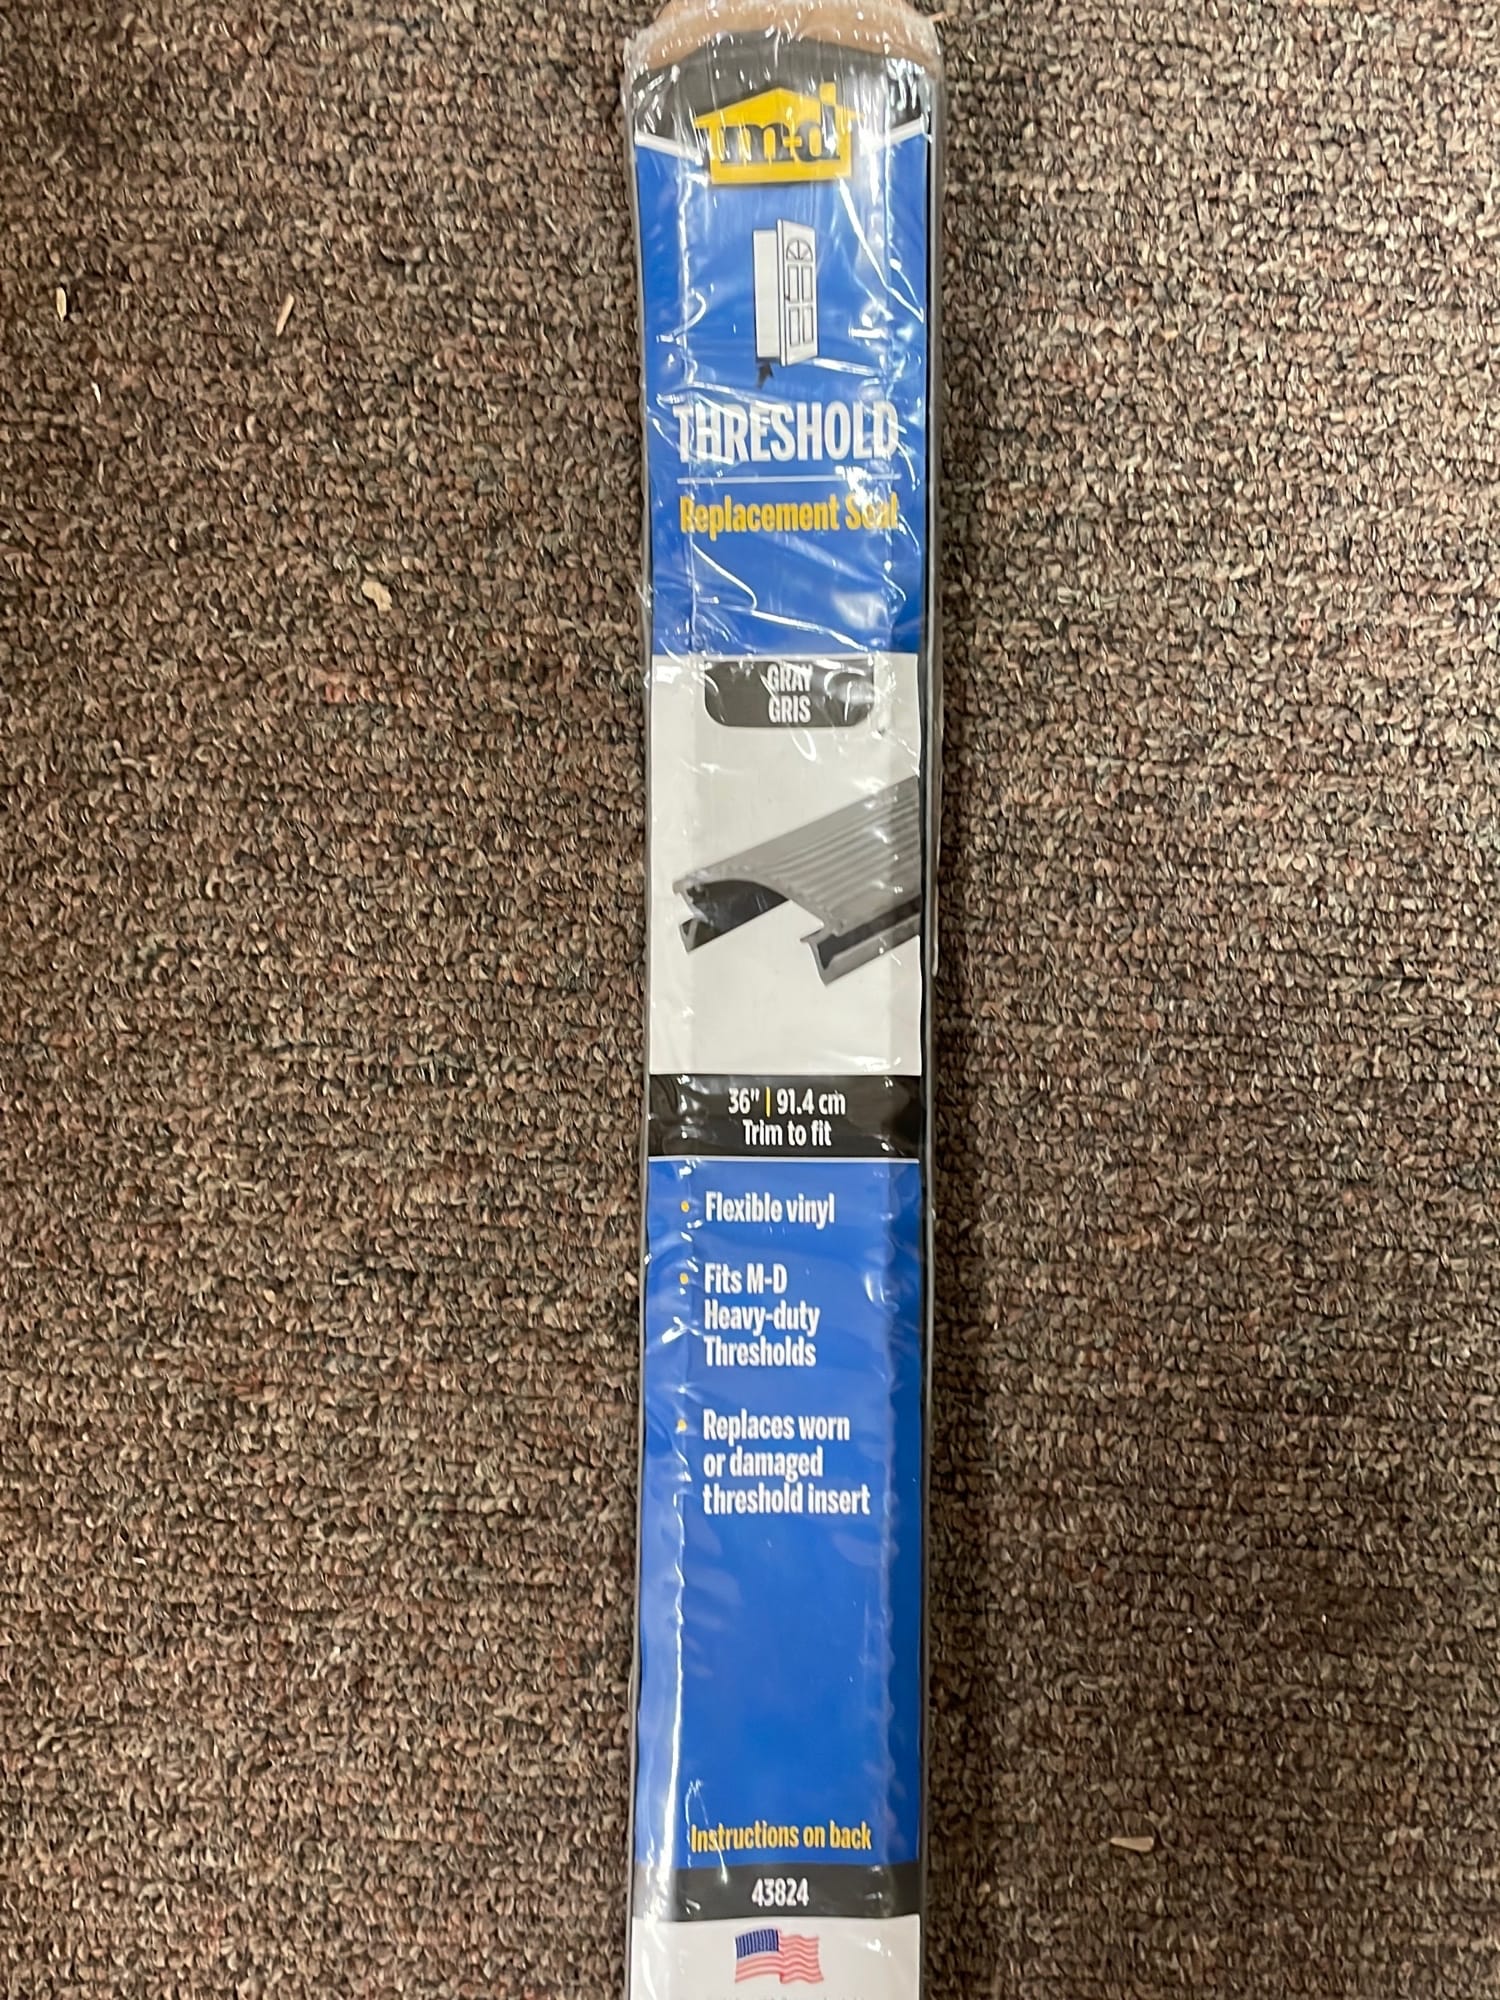 m-d
THRESHOLD
Replacement Seal
GRAY
GRIS
36" | 91.4 cm
Trim to fit
• Flexible vinyl
• Fits M-D
Heavy-duty
Thresholds
• Replaces worn
or damaged
threshold insert
Instructions on back
43824